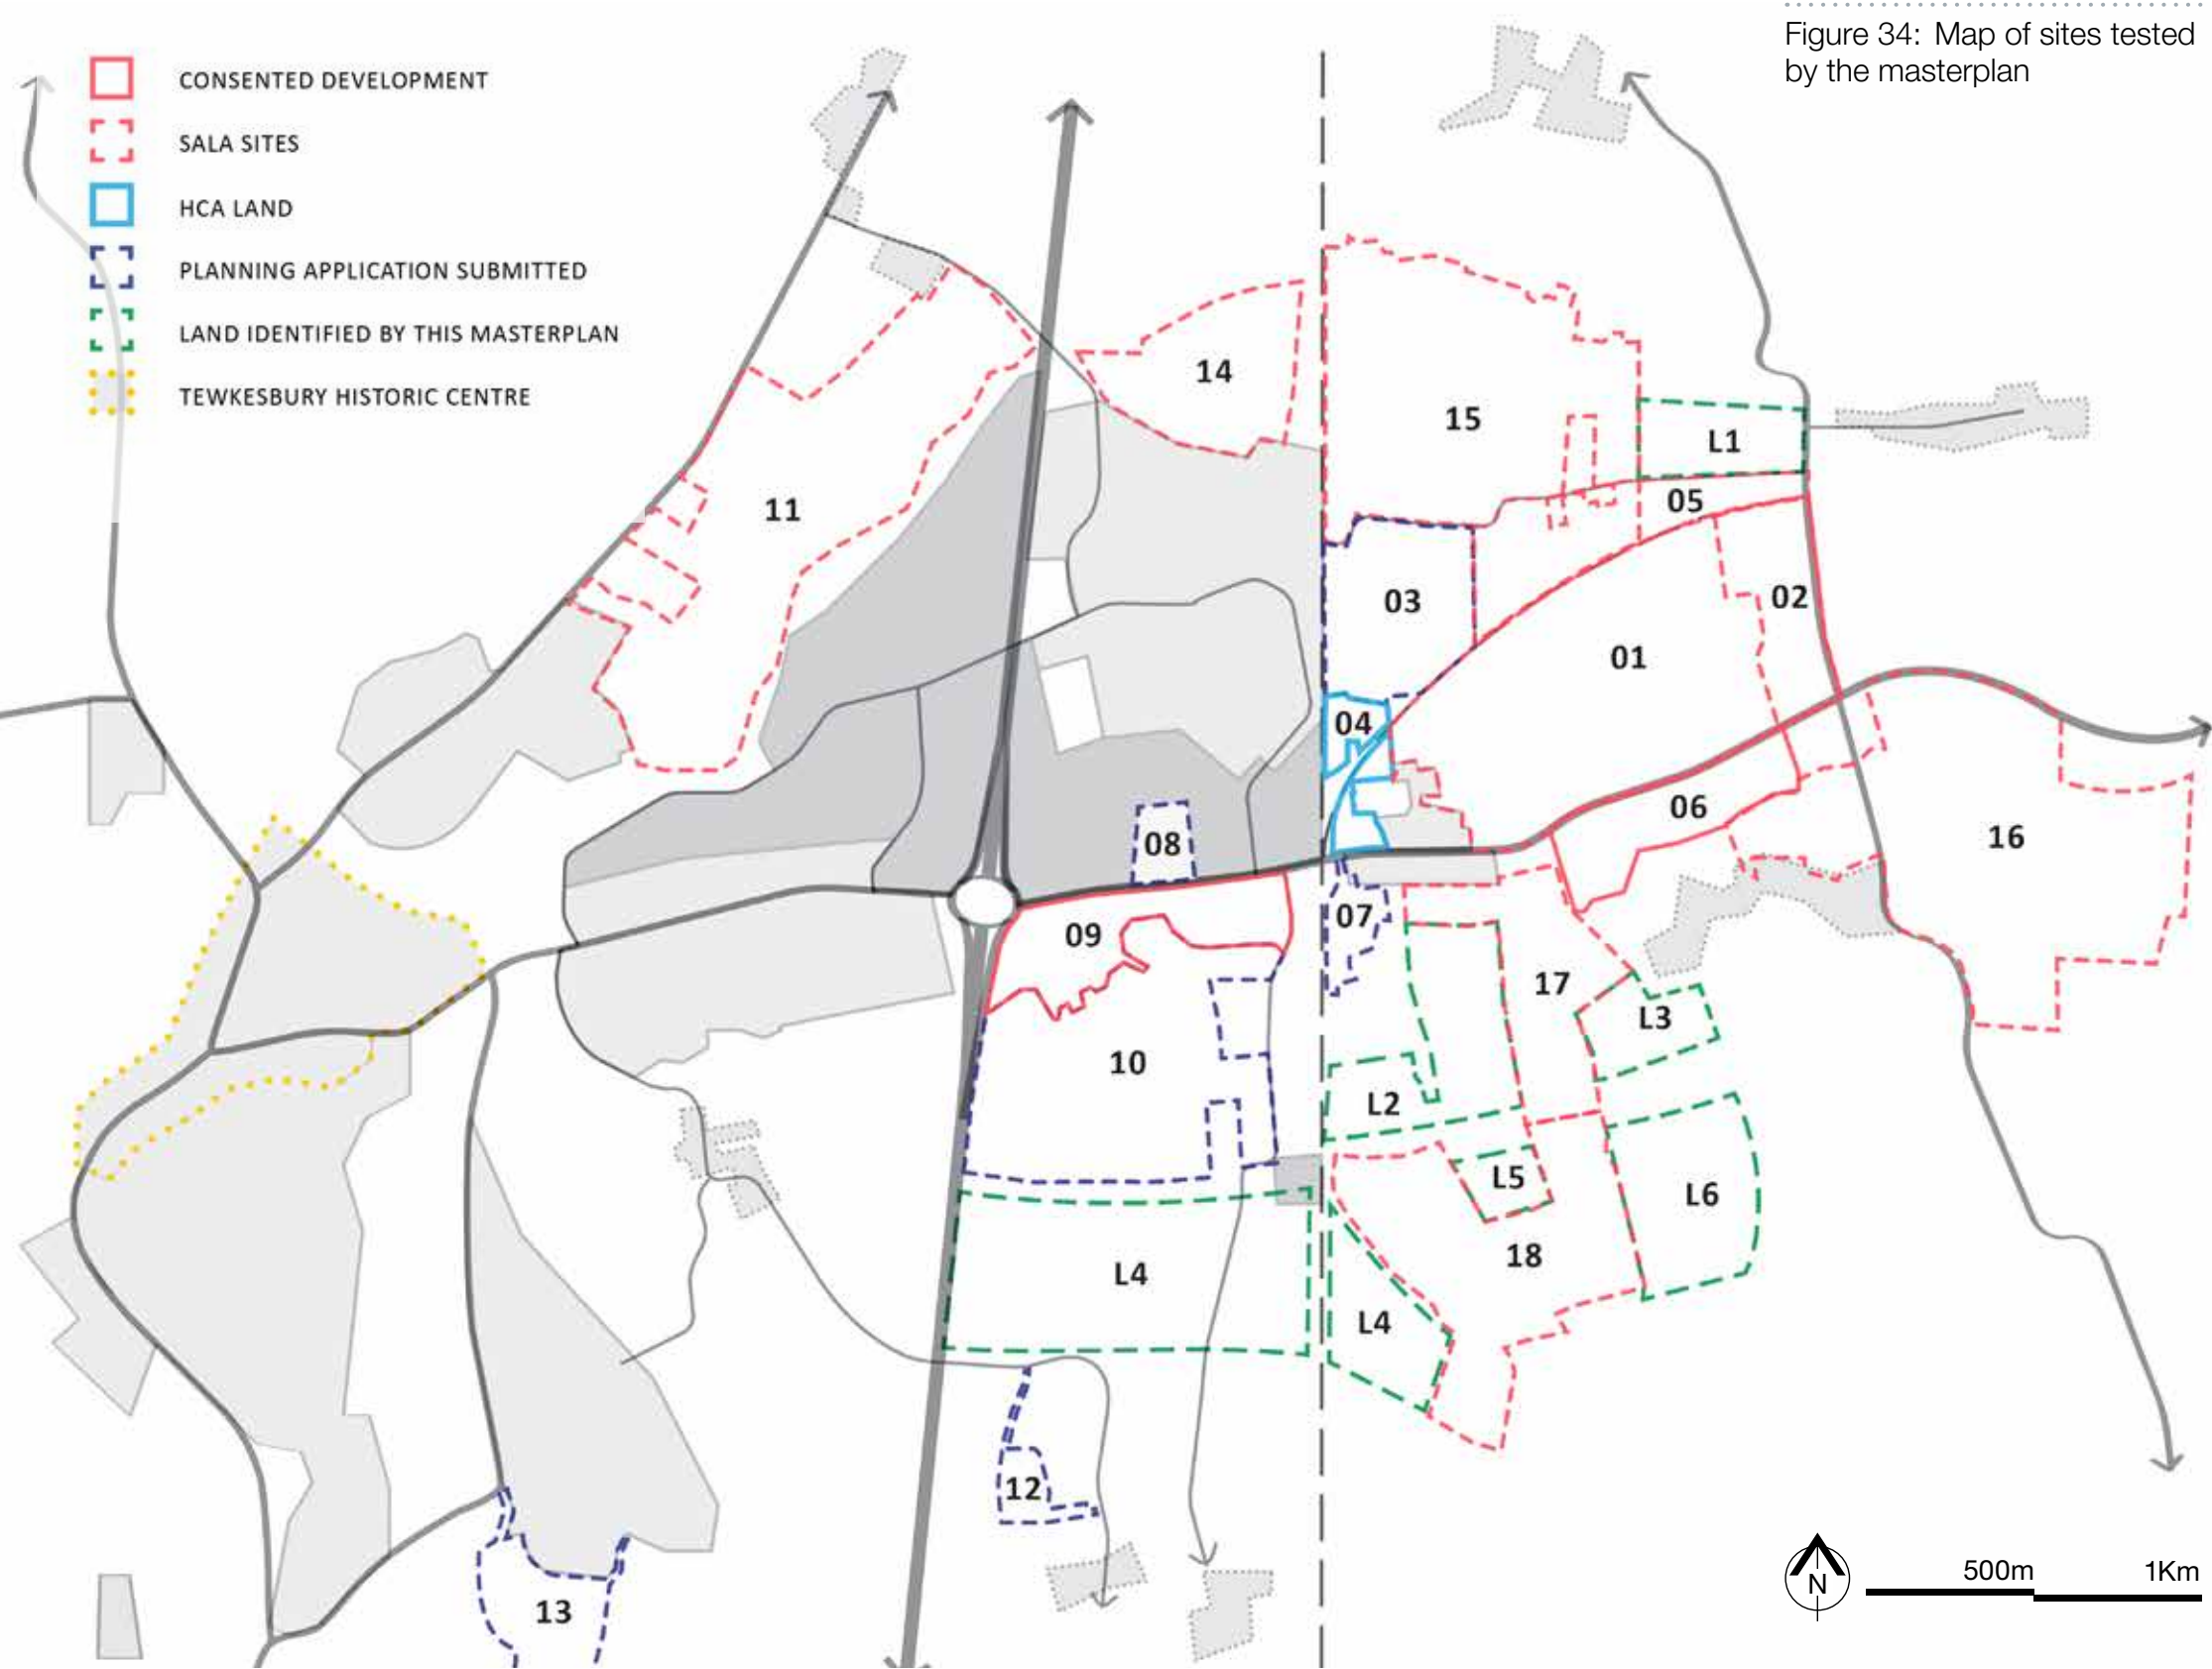 Figure 34: Map of sites tested
by the masterplan
CONSENTED DEVELOPMENT
SALA SITES
HCA LAND
PLANNING APPLICATION SUBMITTED
LAND IDENTIFIED BY THIS MASTERPLAN
TEWKESBURY HISTORIC CENTRE
14
15
L1
11
05
03
02
01
04
06
08
16
07
09
17
L3
10
L2
L5
L6
18
L4
L4
12
13
N
500m
1Km